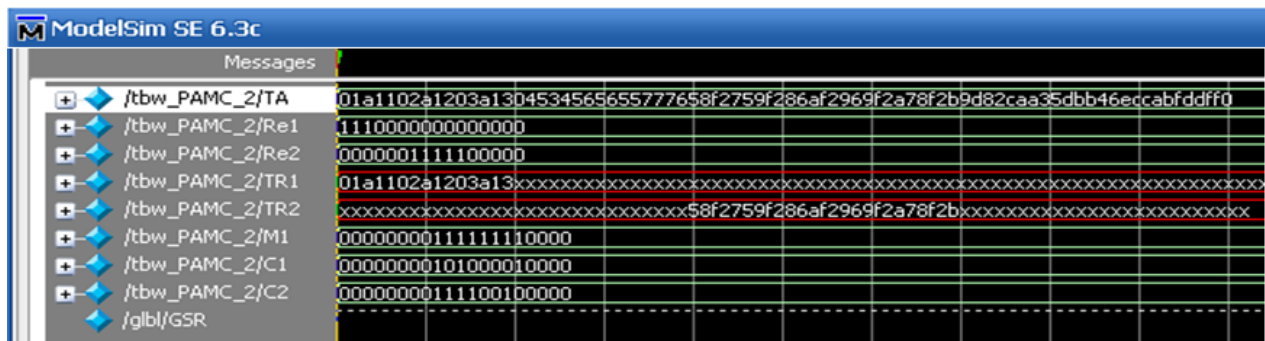 ModelSim SE 6.3c
Messages
/tbw_PAMC_2/TA 01a1102a1203a1304534565655777658f2759f286af2969f2a78f2b9d82caa35dbb46eccabfddff0
/tbw_PAMC_2/Re1 1110000000000000
/tbw_PAMC_2/Re2 0000001111100000
/tbw_PAMC_2/TR1 01a1102a1203a13xxxxxxxxxxxxxxxxxxxxxxxxxxxxxxxxxxxxxxxxxxxxxxxxxxxxxxxxxxxxxxxxx
/tbw_PAMC_2/TR2 xxxxxxxxxxxxxxxxxxxxxxxxxxxxxx58f2759f286af2969f2a78f2bxxxxxxxxxxxxxxxxxxxxxxxxx
/tbw_PAMC_2/M1 00000000111111110000
/tbw_PAMC_2/C1 00000000101000010000
/tbw_PAMC_2/C2 00000000111100100000
/glbl/GSR